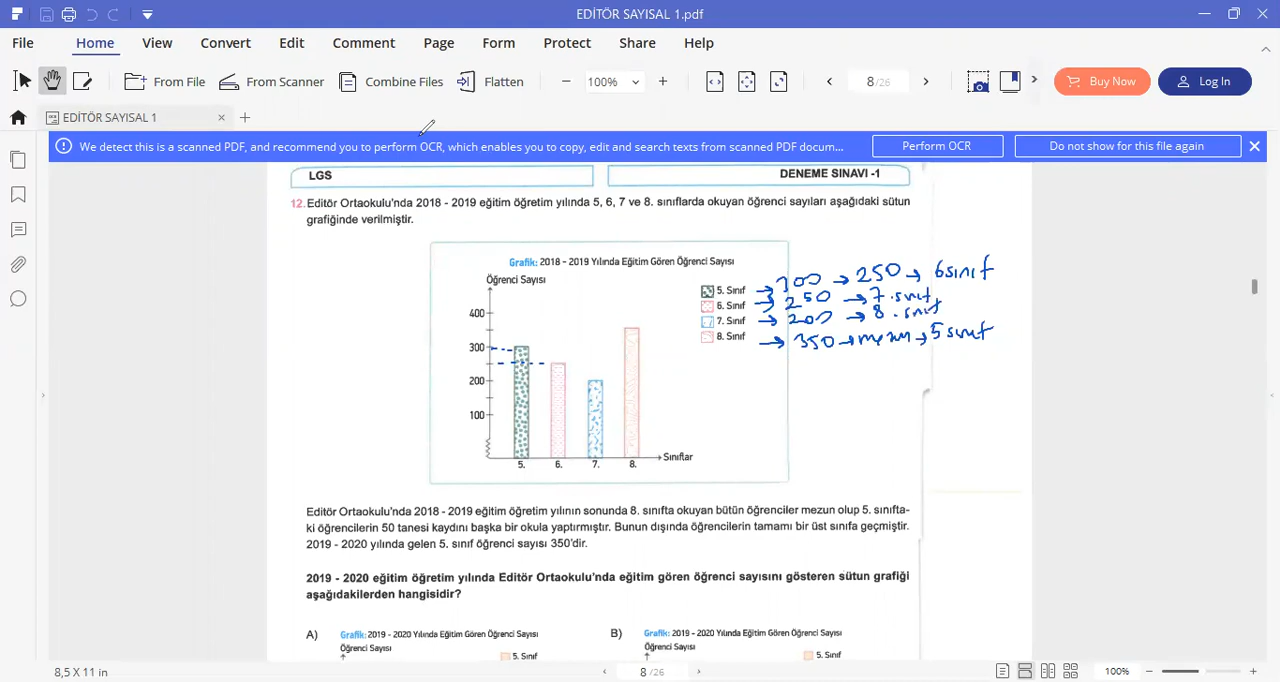 EDİTÖR SAYISAL 1.pdf
File Home View Convert Edit Comment Page Form Protect Share Help
From File From Scanner Combine Files Flatten 100% 8/26 Buy Now Log In
EDİTÖR SAYISAL 1
We detect this is a scanned PDF, and recommend you to perform OCR, which enables you to copy, edit and search texts from scanned PDF docum...
Perform OCR
Do not show for this file again
LGS
DENEME SINAVI -1
12. Editör Ortaokulu'nda 2018 - 2019 eğitim öğretim yılında 5, 6, 7 ve 8. sınıflarda okuyan öğrenci sayıları aşağıdaki sütun
grafiğinde verilmiştir.
Grafik: 2018 - 2019 Yılında Eğitim Gören Öğrenci Sayısı
Öğrenci Sayısı
400
300
200
100
5. 6. 7. 8.
Sınıflar
5. Sınıf → 300 → 250 → 6 sınıf
6. Sınıf → 250 → 7. sınıf
7. Sınıf → 200 → 8. sınıf
8. Sınıf → 350 → mezun → 5 sınıf
Editör Ortaokulu'nda 2018 - 2019 eğitim öğretim yılının sonunda 8. sınıfta okuyan bütün öğrenciler mezun olup 5. sınıfta-
ki öğrencilerin 50 tanesi kaydını başka bir okula yaptırmıştır. Bunun dışında öğrencilerin tamamı bir üst sınıfa geçmiştir.
2019 - 2020 yılında gelen 5. sınıf öğrenci sayısı 350'dir.
2019 - 2020 eğitim öğretim yılında Editör Ortaokulu'nda eğitim gören öğrenci sayısını gösteren sütun grafiği
aşağıdakilerden hangisidir?
A) Grafik: 2019 - 2020 Yılında Eğitim Gören Öğrenci Sayısı
Öğrenci Sayısı
5. Sınıf
B) Grafik: 2019 - 2020 Yılında Eğitim Gören Öğrenci Sayısı
Öğrenci Sayısı
5. Sınıf
8,5 X 11 in
8 /26
100%